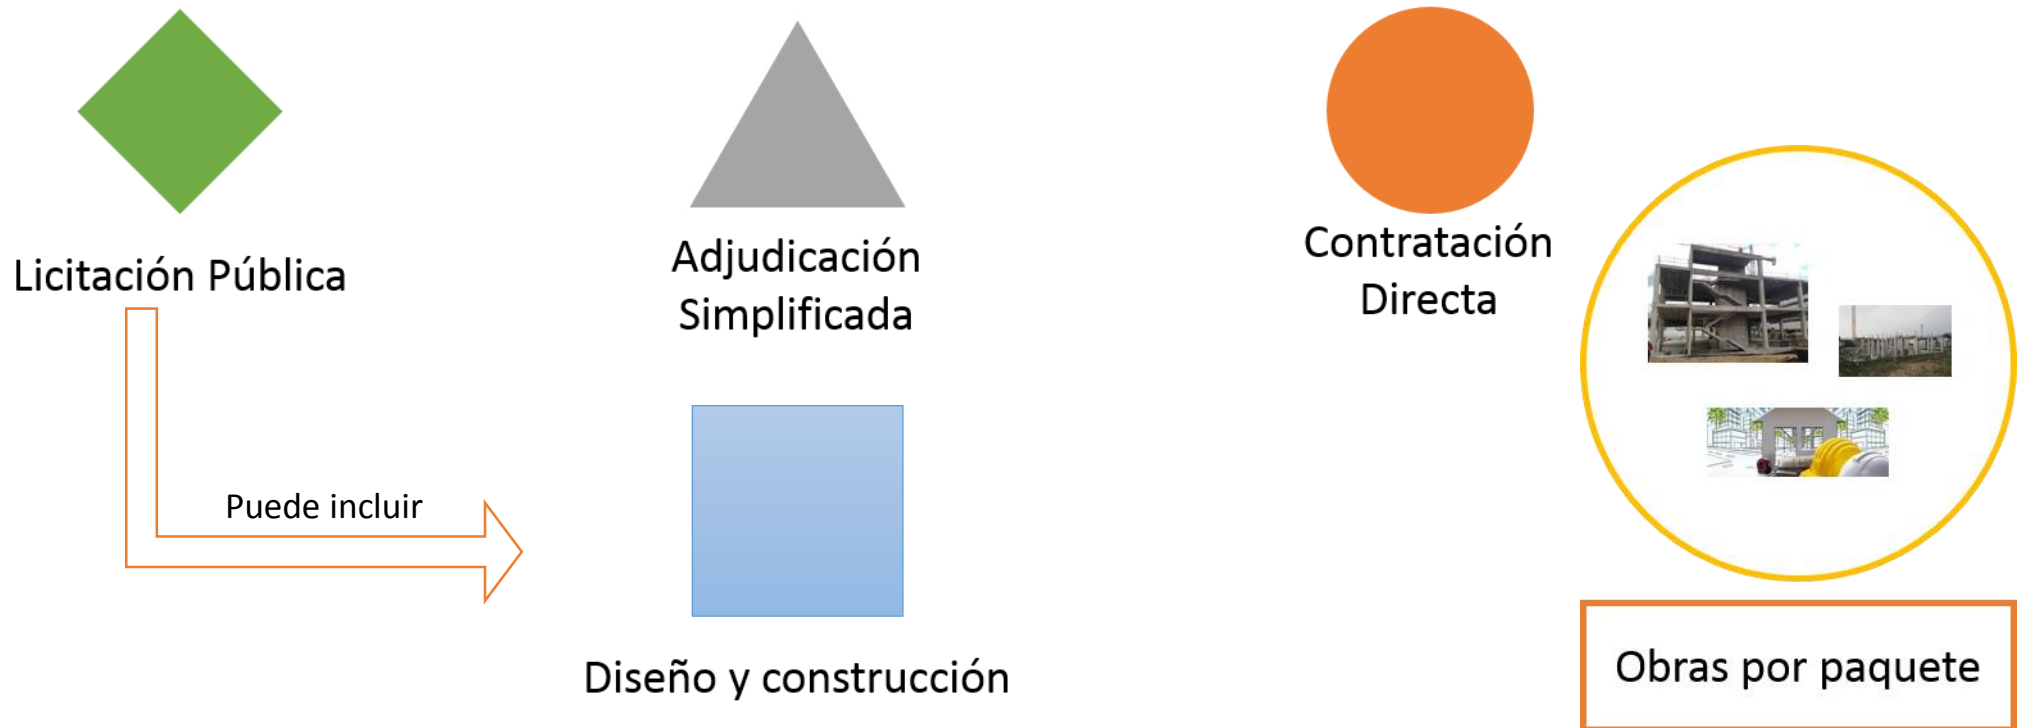 Licitación Pública
Adjudicación
Simplificada
Contratación
Directa
Puede incluir
Diseño y construcción
Obras por paquete